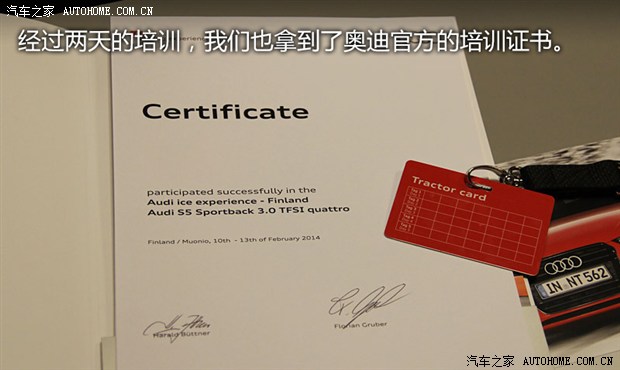 汽车之家 AUTOHOME.COM.CN
经过两天的培训，我们也拿到了奥迪官方的培训证书。
Certificate
participated successfully in the
Audi ice experience - Finland
Audi S5 Sportback 3.0 TFSI quattro
Finland / Muonio, 10th - 13th of February 2014
Harald Büttner
Florian Gruber
Tractor card
IN NT 562
汽车之家 AUTOHOME.COM.CN